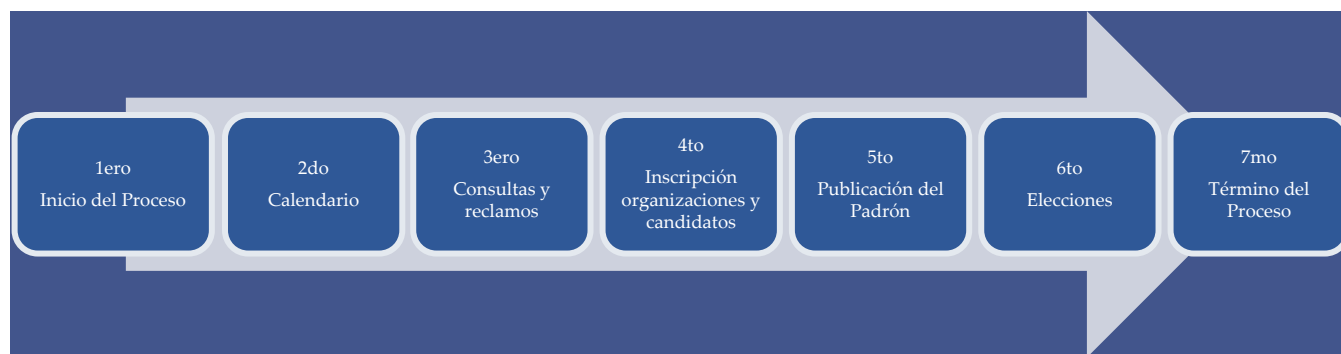 1ero
Inicio del Proceso
2do
Calendario
3ero
Consultas y
reclamos
4to
Inscripción
organizaciones y
candidatos
5to
Publicación del
Padrón
6to
Elecciones
7mo
Término del
Proceso